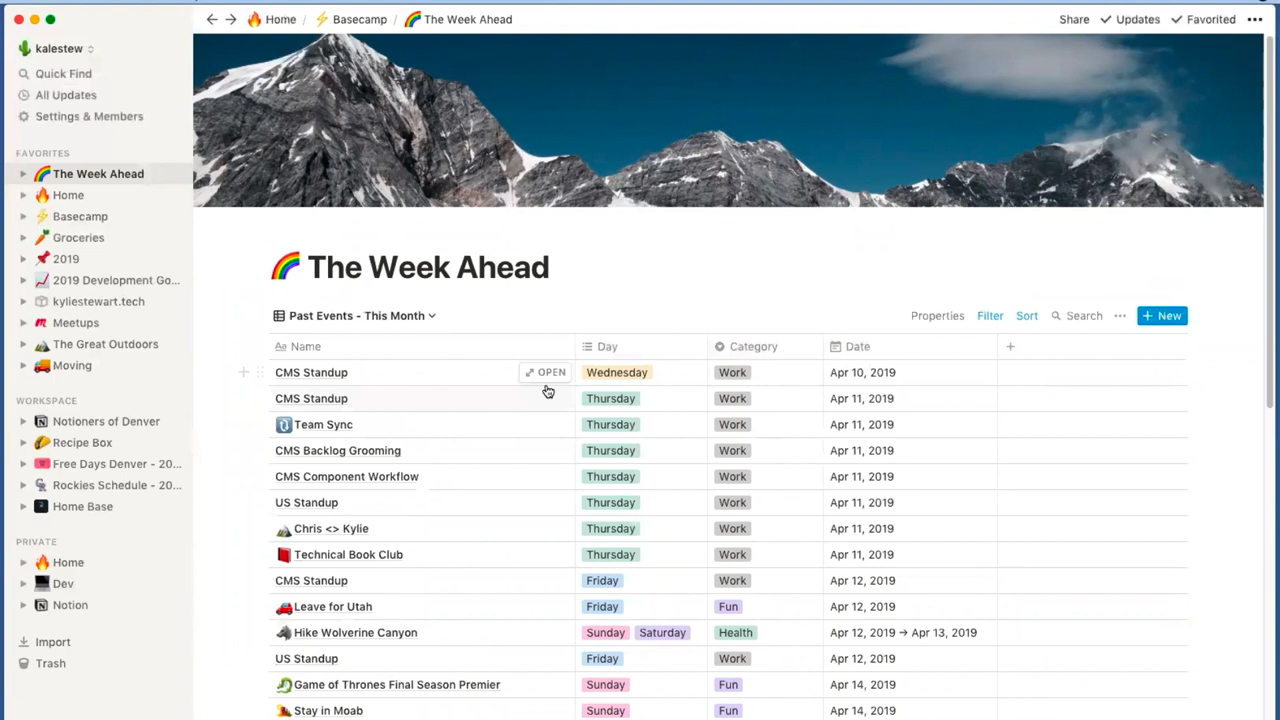 Home / Basecamp / The Week Ahead Share Updates Favorited •••
kalestew
Quick Find
All Updates
Settings & Members
FAVORITES
The Week Ahead
Home
Basecamp
Groceries
2019
2019 Development Go...
kyliestewart.tech
Meetups
The Great Outdoors
Moving
WORKSPACE
Notioners of Denver
Recipe Box
Free Days Denver - 20...
Rockies Schedule - 20...
Home Base
PRIVATE
Home
Dev
Notion
Import
Trash
The Week Ahead
Past Events - This Month Properties Filter Sort Search ••• + New
Aa Name Day Category Date +
CMS Standup OPEN Wednesday Work Apr 10, 2019
CMS Standup Thursday Work Apr 11, 2019
Team Sync Thursday Work Apr 11, 2019
CMS Backlog Grooming Thursday Work Apr 11, 2019
CMS Component Workflow Thursday Work Apr 11, 2019
US Standup Thursday Work Apr 11, 2019
Chris <> Kylie Thursday Work Apr 11, 2019
Technical Book Club Thursday Work Apr 11, 2019
CMS Standup Friday Work Apr 12, 2019
Leave for Utah Friday Fun Apr 12, 2019
Hike Wolverine Canyon Sunday Saturday Health Apr 12, 2019 → Apr 13, 2019
US Standup Friday Work Apr 12, 2019
Game of Thrones Final Season Premier Sunday Fun Apr 14, 2019
Stay in Moab Sunday Fun Apr 14, 2019